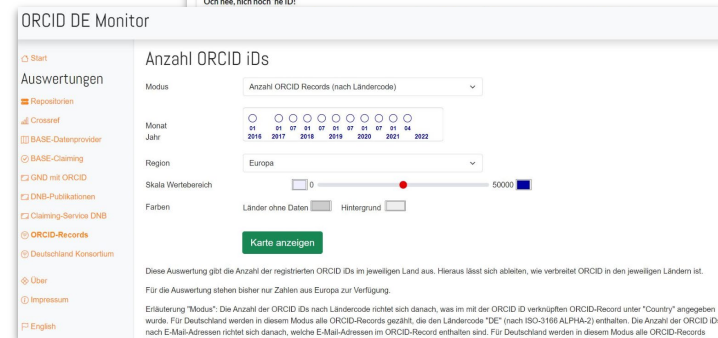 Och nee, nich noch 'ne ID!
ORCID DE Monitor
Start
Auswertungen
Repositorien
Crossref
BASE-Datenprovider
BASE-Claiming
GND mit ORCID
DNB-Publikationen
Claiming-Service DNB
ORCID-Records
Deutschland Konsortium
Über
Impressum
English
Anzahl ORCID iDs
Modus
Anzahl ORCID Records (nach Ländercode)
Monat
01 01 07 01 07 01 07 01 07 01 04
Jahr
2016 2017 2018 2019 2020 2021 2022
Region
Europa
Skala Wertebereich
0
50000
Farben
Länder ohne Daten
Hintergrund
Karte anzeigen
Diese Auswertung gibt die Anzahl der registrierten ORCID iDs im jeweiligen Land aus. Hieraus lässt sich ableiten, wie verbreitet ORCID in den jeweiligen Ländern ist.
Für die Auswertung stehen bisher nur Zahlen aus Europa zur Verfügung.
Erläuterung "Modus": Die Anzahl der ORCID iDs nach Ländercode richtet sich danach, was im mit der ORCID iD verknüpften ORCID-Record unter "Country" angegeben
wurde. Für Deutschland werden in diesem Modus alle ORCID-Records gezählt, die den Ländercode "DE" (nach ISO-3166 ALPHA-2) enthalten. Die Anzahl der ORCID iDs
nach E-Mail-Adressen richtet sich danach, welche E-Mail-Adressen im ORCID-Record enthalten sind. Für Deutschland werden in diesem Modus alle ORCID-Records